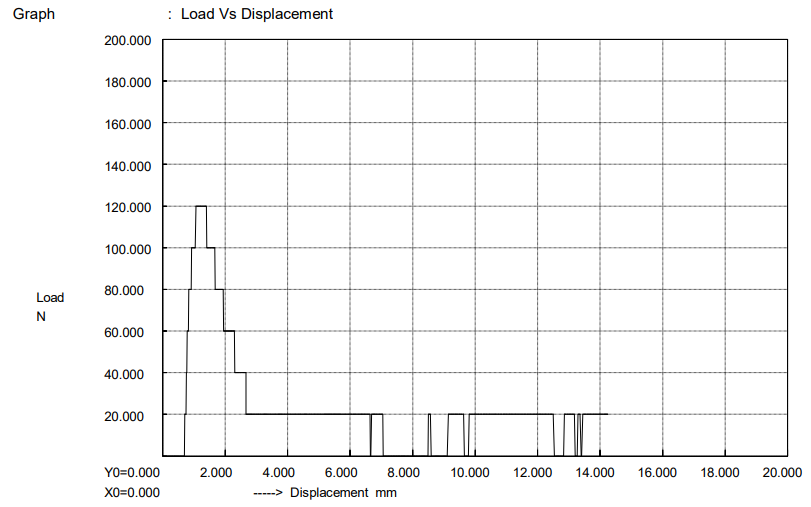 Graph : Load Vs Displacement
200.000
180.000
160.000
140.000
120.000
100.000
80.000
Load
N
60.000
40.000
20.000
Y0=0.000 2.000 4.000 6.000 8.000 10.000 12.000 14.000 16.000 18.000 20.000
X0=0.000 -----> Displacement mm